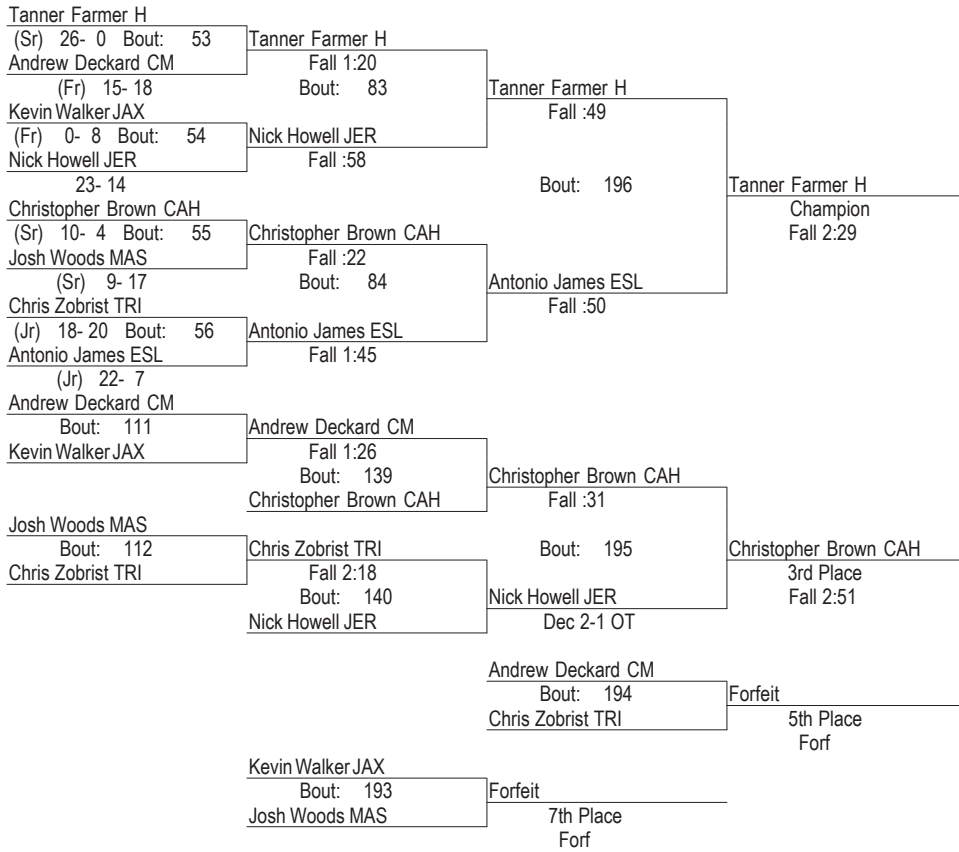 Tanner Farmer H
(Sr) 26- 0 Bout: 53
Tanner Farmer H
Andrew Deckard CM
Fall 1:20
(Fr) 15- 18
Bout: 83
Tanner Farmer H
Kevin Walker JAX
Fall :49
(Fr) 0- 8 Bout: 54
Nick Howell JER
Nick Howell JER
Fall :58
23- 14
Bout: 196
Tanner Farmer H
Christopher Brown CAH
Champion
(Sr) 10- 4 Bout: 55
Christopher Brown CAH
Fall 2:29
Josh Woods MAS
Fall :22
(Sr) 9- 17
Bout: 84
Antonio James ESL
Chris Zobrist TRI
Fall :50
(Jr) 18- 20 Bout: 56
Antonio James ESL
Antonio James ESL
Fall 1:45
(Jr) 22- 7
Andrew Deckard CM
Bout: 111
Andrew Deckard CM
Kevin Walker JAX
Fall 1:26
Bout: 139
Christopher Brown CAH
Christopher Brown CAH
Fall :31
Josh Woods MAS
Bout: 112
Chris Zobrist TRI
Bout: 195
Christopher Brown CAH
Chris Zobrist TRI
Fall 2:18
3rd Place
Bout: 140
Nick Howell JER
Fall 2:51
Nick Howell JER
Dec 2-1 OT
Andrew Deckard CM
Bout: 194
Forfeit
Chris Zobrist TRI
5th Place
Forf
Kevin Walker JAX
Bout: 193
Forfeit
Josh Woods MAS
7th Place
Forf